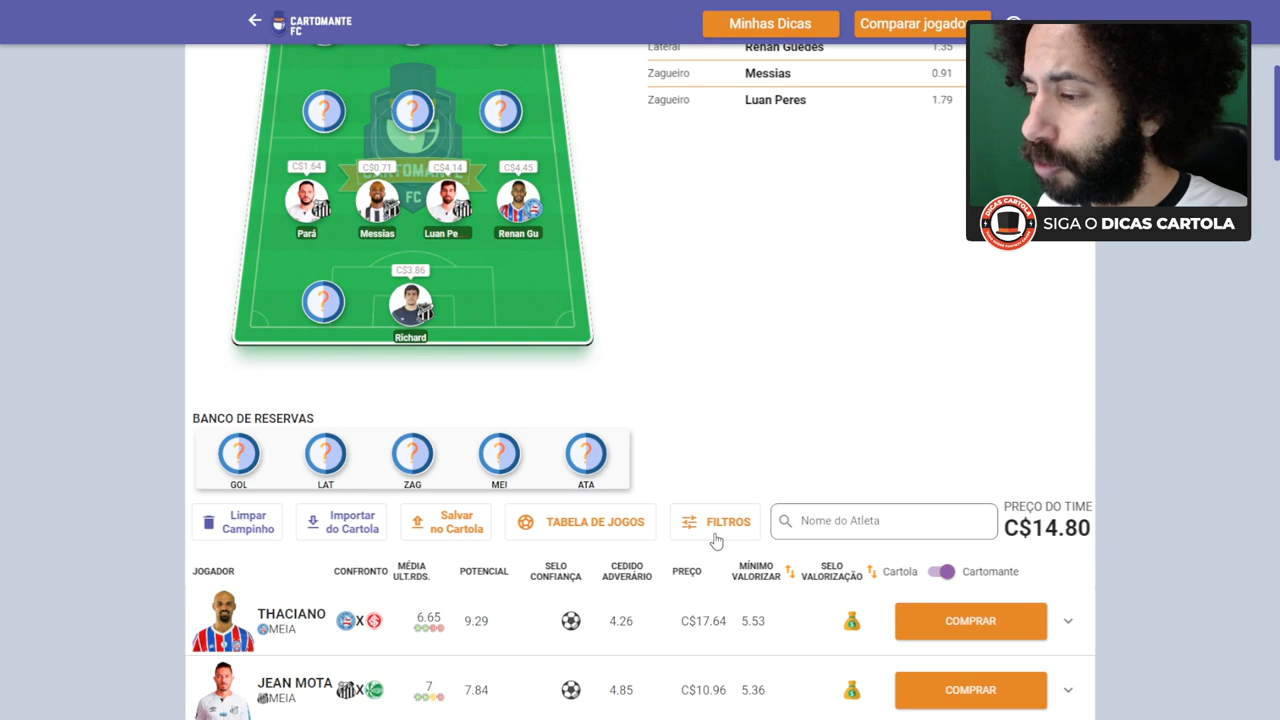 CARTOMANTE
FC
Minhas Dicas
Comparar jogado
Lateral Renan Guedes 1.35
Zagueiro Messias 0.91
Zagueiro Luan Peres 1.79
DICAS CARTOLA
SIGA O DICAS CARTOLA
C$1.64 C$0.71 C$4.14 C$4.45
CARTOMANTE
FC
Pará Messias Luan Pe... Renan Gu
C$3.86
Richard
BANCO DE RESERVAS
GOL LAT ZAG MEI ATA
Limpar
Campinho
Importar
do Cartola
Salvar
no Cartola
TABELA DE JOGOS
FILTROS
Nome do Atleta
PREÇO DO TIME
C$14.80
JOGADOR
CONFRONTO
MÉDIA
ULT.RDS.
POTENCIAL
SELO
CONFIANÇA
CEDIDO
ADVERÁRIO
PREÇO
MÍNIMO
VALORIZAR
SELO
VALORIZAÇÃO
Cartola
Cartomante
THACIANO
MEIA
X
6.65
9.29
4.26
C$17.64
5.53
COMPRAR
JEAN MOTA
MEIA
X
7
7.84
4.85
C$10.96
5.36
COMPRAR